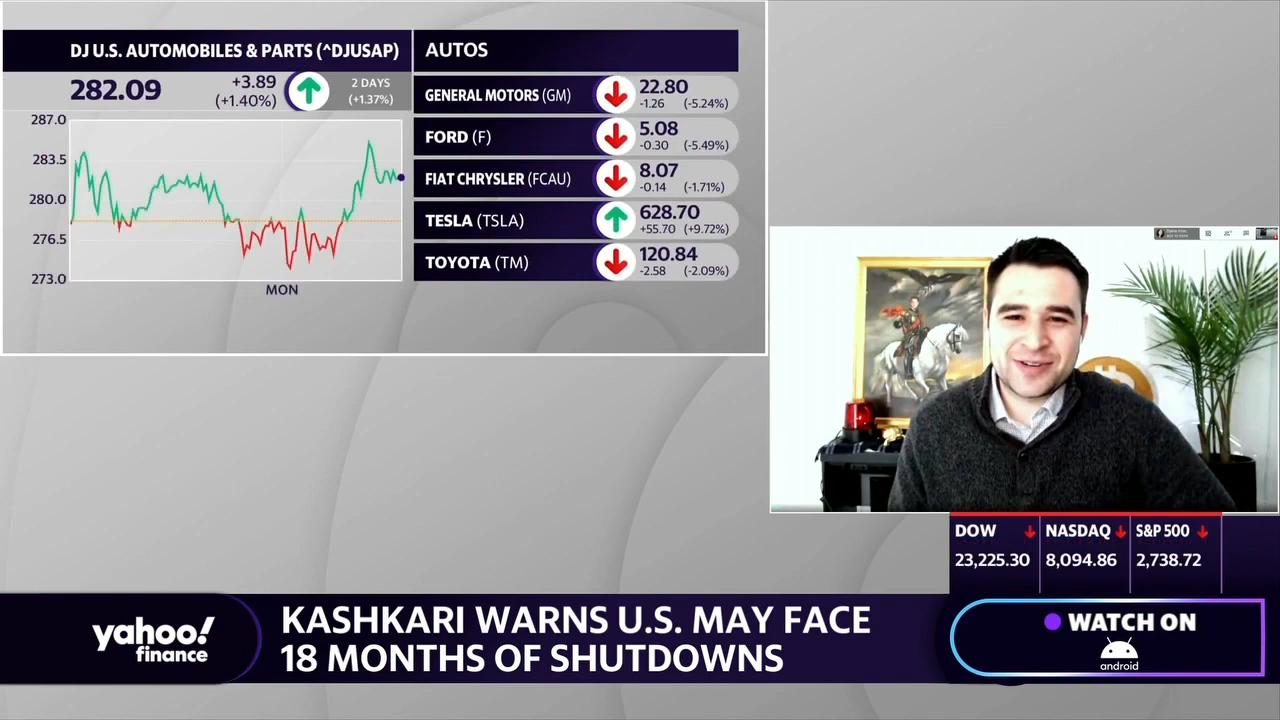 DJ U.S. AUTOMOBILES & PARTS (^DJUSAP)
282.09
+3.89
(+1.40%)
2 DAYS
(+1.37%)
287.0
283.5
280.0
276.5
273.0
MON
AUTOS
GENERAL MOTORS (GM) 22.80
-1.26 (-5.24%)
FORD (F) 5.08
-0.30 (-5.49%)
FIAT CHRYSLER (FCAU) 8.07
-0.14 (-1.71%)
TESLA (TSLA) 628.70
+55.70 (+9.72%)
TOYOTA (TM) 120.84
-2.58 (-2.09%)
DOW NASDAQ S&P 500
23,225.30 8,094.86 2,738.72
yahoo!
finance
KASHKARI WARNS U.S. MAY FACE
18 MONTHS OF SHUTDOWNS
WATCH ON
android